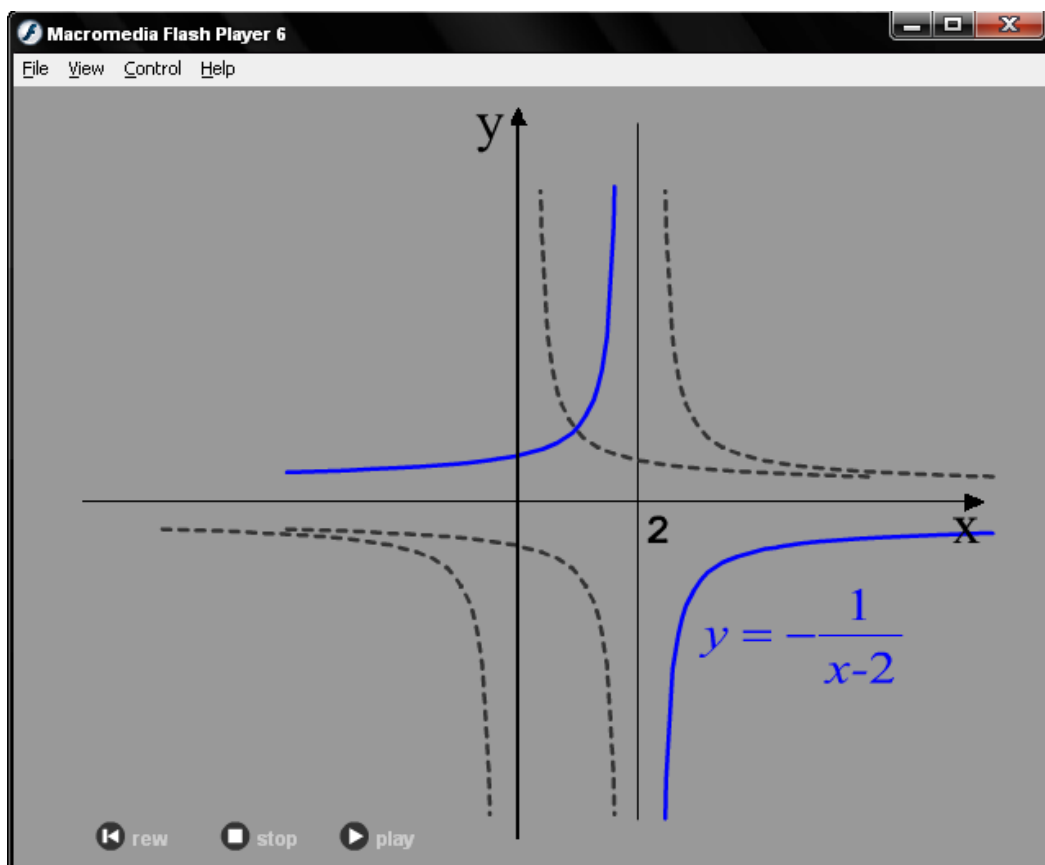 Macromedia Flash Player 6
File View Control Help
y
2
x
y = -1/(x-2)
rew stop play